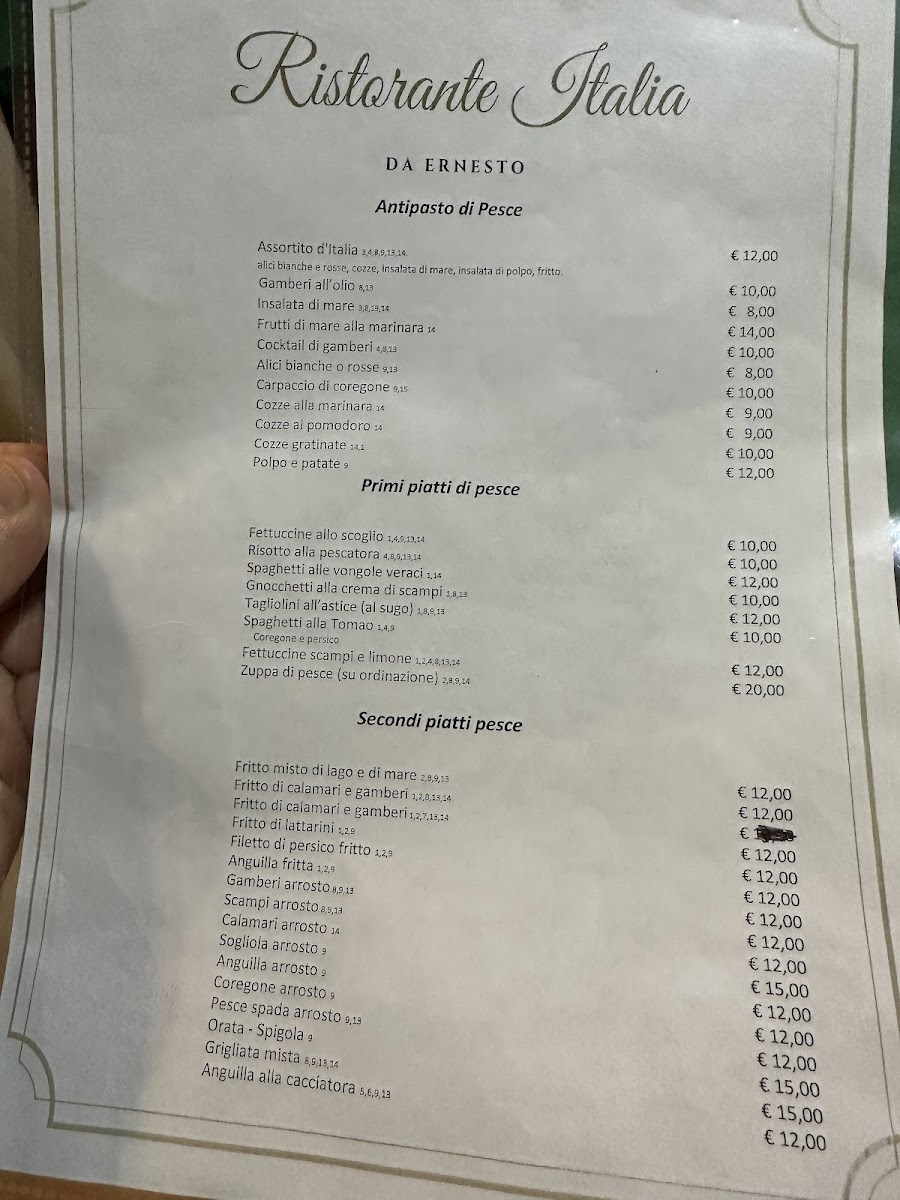 Ristorante Italia
DA ERNESTO
Antipasto di Pesce
Assortito d'Italia 3,4,8,9,13,14. € 12,00
alici bianche e rosse, cozze, insalata di mare, insalata di polpo, fritto.
Gamberi all'olio 8,13 € 10,00
Insalata di mare 3,8,13,14 € 8,00
Frutti di mare alla marinara 14 € 14,00
Cocktail di gamberi 4,8,13 € 10,00
Alici bianche o rosse 9,13 € 8,00
Carpaccio di coregone 9,15 € 10,00
Cozze alla marinara 14 € 9,00
Cozze al pomodoro 14 € 9,00
Cozze gratinate 14,1 € 10,00
Polpo e patate 9 € 12,00
Primi piatti di pesce
Fettuccine allo scoglio 1,4,9,13,14 € 10,00
Risotto alla pescatora 4,8,9,13,14 € 10,00
Spaghetti alle vongole veraci 1,14 € 12,00
Gnocchetti alla crema di scampi 1,8,13 € 10,00
Tagliolini all'astice (al sugo) 1,8,9,13 € 12,00
Spaghetti alla Tomao 1,4,9 € 10,00
Coregone e persico
Fettuccine scampi e limone 1,2,4,8,13,14 € 12,00
Zuppa di pesce (su ordinazione) 2,8,9,14 € 20,00
Secondi piatti pesce
Fritto misto di lago e di mare 2,8,9,13 € 12,00
Fritto di calamari e gamberi 1,2,8,13,14 € 12,00
Fritto di calamari e gamberi 1,2,7,13,14 €
Fritto di lattarini 1,2,9 € 12,00
Filetto di persico fritto 1,2,9 € 12,00
Anguilla fritta 1,2,9 € 12,00
Gamberi arrosto 8,9,13 € 12,00
Scampi arrosto 8,9,13 € 12,00
Calamari arrosto 14 € 12,00
Sogliola arrosto 9 € 15,00
Anguilla arrosto 9 € 12,00
Coregone arrosto 9 € 12,00
Pesce spada arrosto 9,13 € 12,00
Orata - Spigola 9 € 15,00
Grigliata mista 8,9,13,14 € 15,00
Anguilla alla cacciatora 5,6,9,13 € 12,00